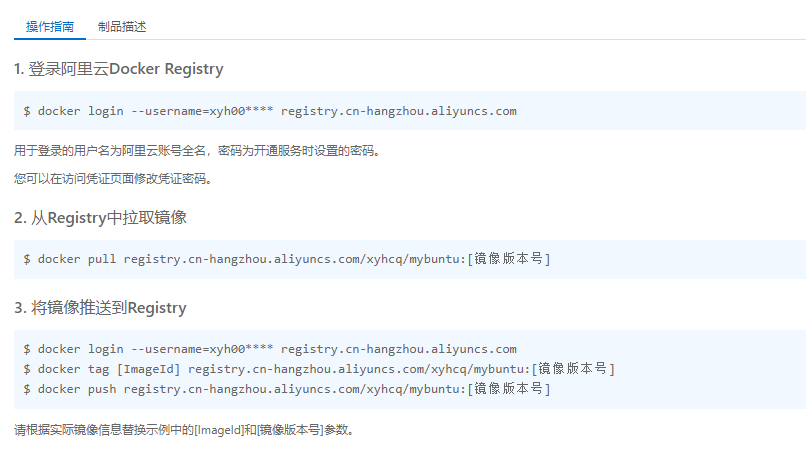 操作指南 制品描述
1. 登录阿里云Docker Registry
$ docker login --username=xyh00**** registry.cn-hangzhou.aliyuncs.com
用于登录的用户名为阿里云账号全名，密码为开通服务时设置的密码。
您可以在访问凭证页面修改凭证密码。
2. 从Registry中拉取镜像
$ docker pull registry.cn-hangzhou.aliyuncs.com/xyhcq/mybuntu:[镜像版本号]
3. 将镜像推送到Registry
$ docker login --username=xyh00**** registry.cn-hangzhou.aliyuncs.com
$ docker tag [ImageId] registry.cn-hangzhou.aliyuncs.com/xyhcq/mybuntu:[镜像版本号]
$ docker push registry.cn-hangzhou.aliyuncs.com/xyhcq/mybuntu:[镜像版本号]
请根据实际镜像信息替换示例中的[ImageId]和[镜像版本号]参数。